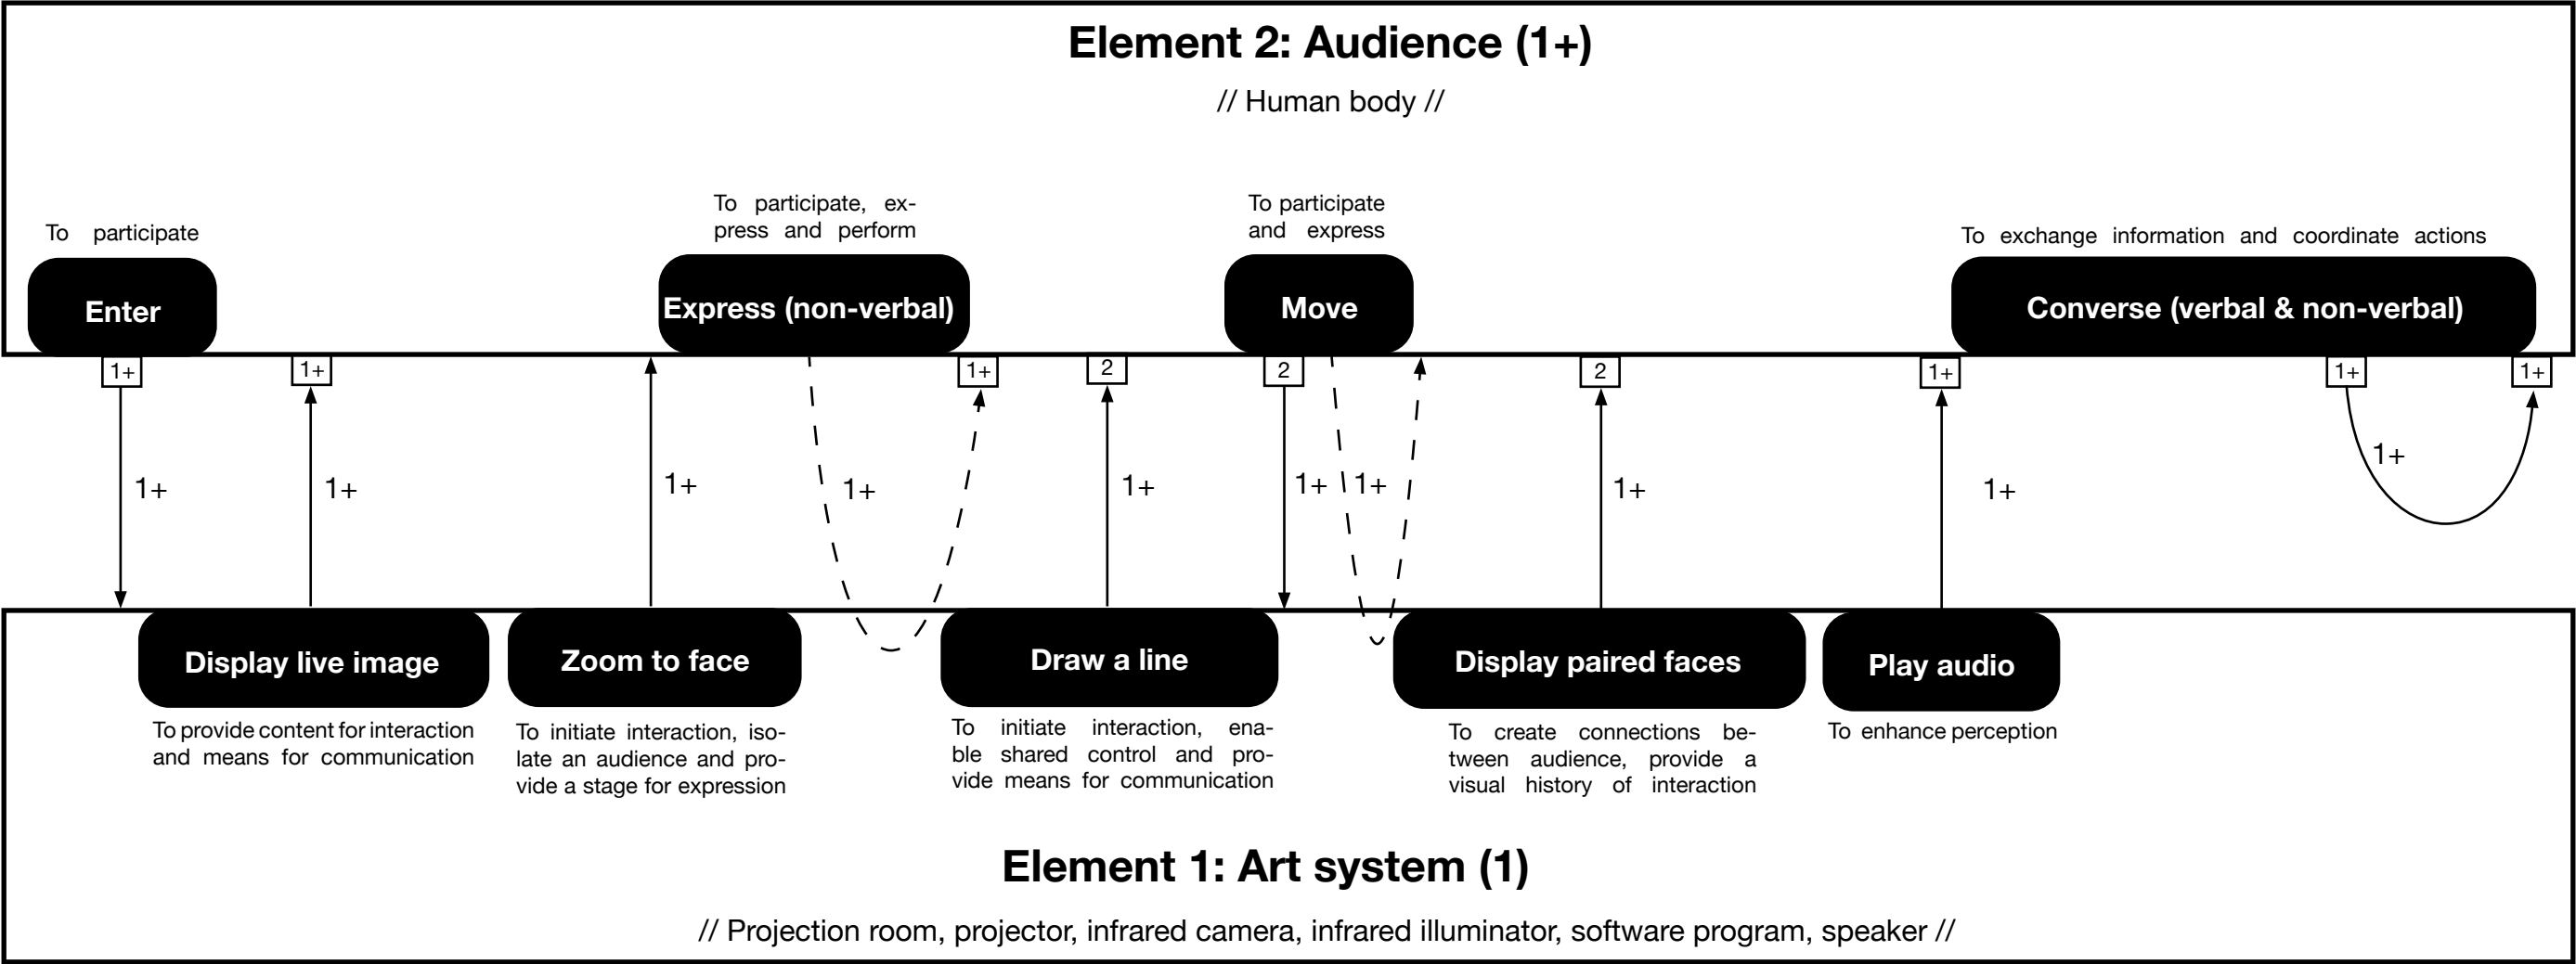 Element 2: Audience (1+)
// Human body //
To participate
Enter
To participate, ex-
press and perform
Express (non-verbal)
To participate
and express
Move
To exchange information and coordinate actions
Converse (verbal & non-verbal)
1+
1+
1+
2
2
2
1+
1+
1+
1+
1+
1+
1+
1+
1+
1+
1+
1+
1+
Display live image
To provide content for interaction
and means for communication
Zoom to face
To initiate interaction, iso-
late an audience and pro-
vide a stage for expression
Draw a line
To initiate interaction, ena-
ble shared control and pro-
vide means for communication
Display paired faces
To create connections be-
tween audience, provide a
visual history of interaction
Play audio
To enhance perception
Element 1: Art system (1)
// Projection room, projector, infrared camera, infrared illuminator, software program, speaker //